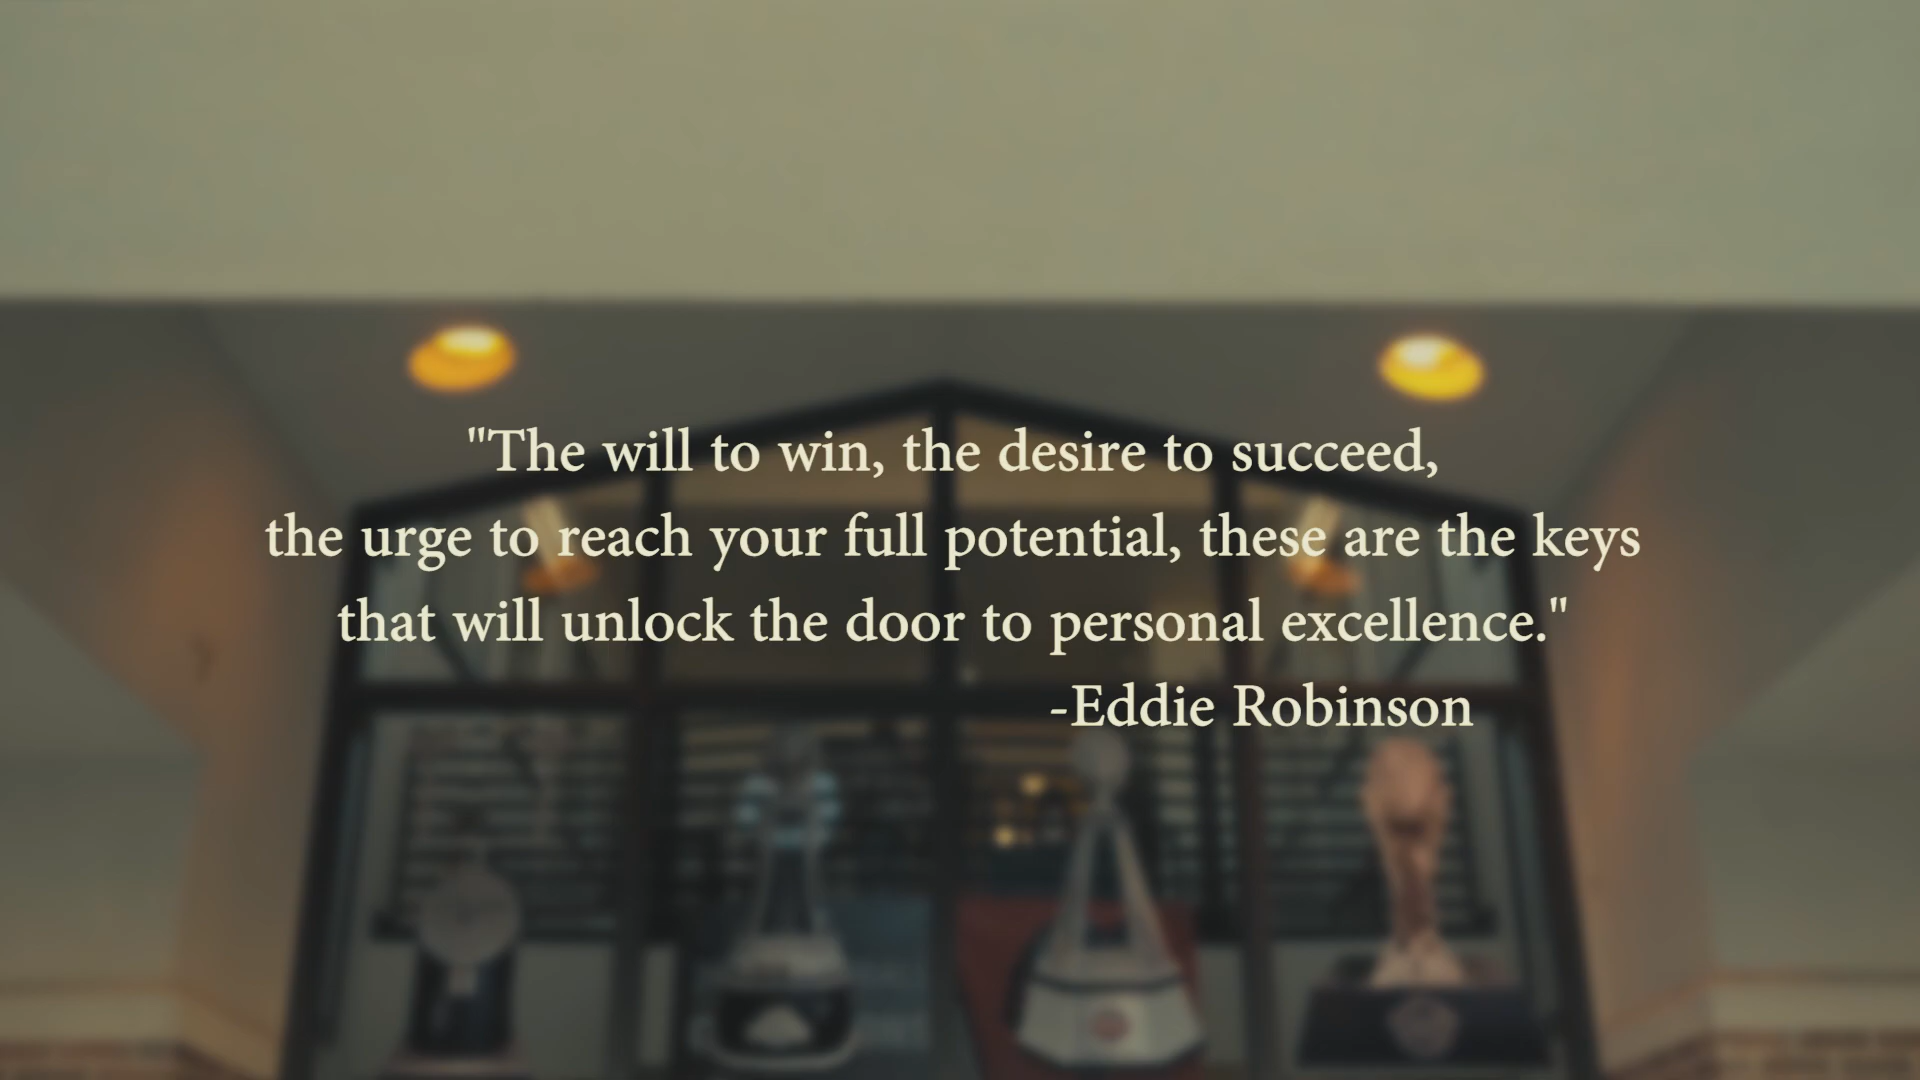 "The will to win, the desire to succeed,
the urge to reach your full potential, these are the keys
that will unlock the door to personal excellence."
-Eddie Robinson